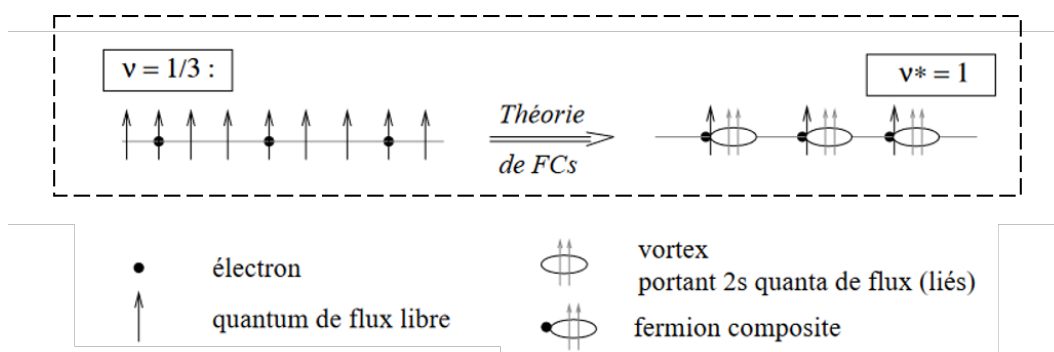 ν = 1/3 :
ν* = 1
Théorie
de FCs
électron
quantum de flux libre
vortex
portant 2s quanta de flux (liés)
fermion composite